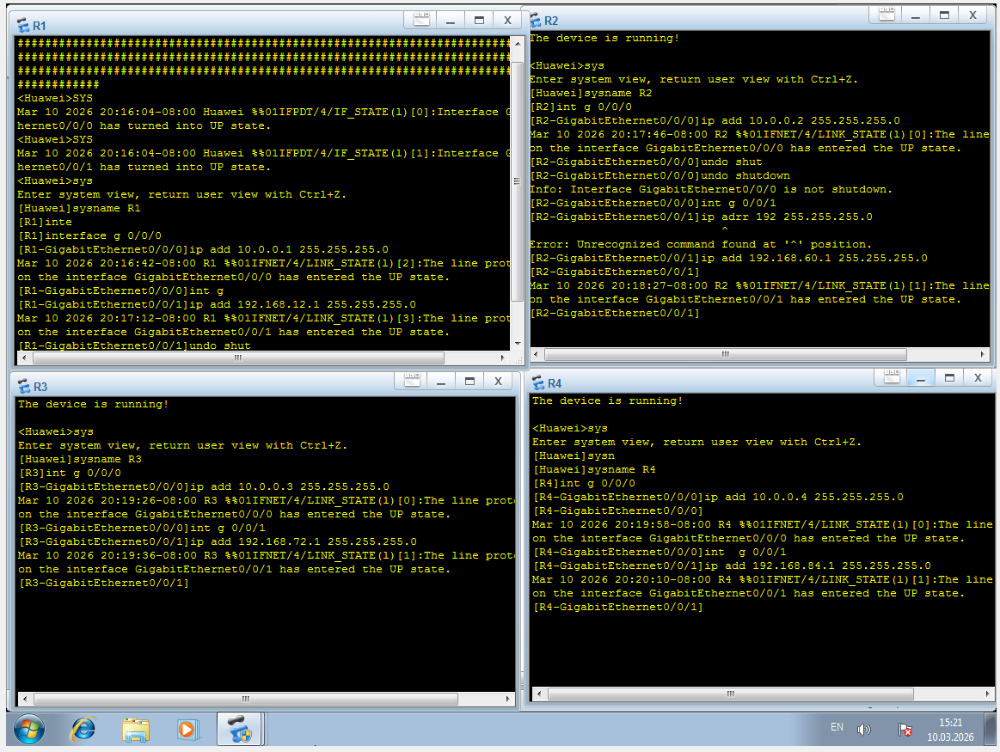 R1
############################################################################
############################################################################
############################################################################
############
<Huawei>SYS
Mar 10 2026 20:16:04-08:00 Huawei %%01IFPDT/4/IF_STATE(l)[0]:Interface G
hernet0/0/0 has turned into UP state.
<Huawei>SYS
Mar 10 2026 20:16:04-08:00 Huawei %%01IFPDT/4/IF_STATE(l)[1]:Interface G
hernet0/0/1 has turned into UP state.
<Huawei>sys
Enter system view, return user view with Ctrl+Z.
[Huawei]sysname R1
[R1]inte
[R1]interface g 0/0/0
[R1-GigabitEthernet0/0/0]ip add 10.0.0.1 255.255.255.0
Mar 10 2026 20:16:42-08:00 R1 %%01IFNET/4/LINK_STATE(l)[2]:The line prot
on the interface GigabitEthernet0/0/0 has entered the UP state.
[R1-GigabitEthernet0/0/0]int g
[R1-GigabitEthernet0/0/1]ip add 192.168.12.1 255.255.255.0
Mar 10 2026 20:17:12-08:00 R1 %%01IFNET/4/LINK_STATE(l)[3]:The line prot
on the interface GigabitEthernet0/0/1 has entered the UP state.
[R1-GigabitEthernet0/0/1]undo shut
R2
The device is running!
<Huawei>sys
Enter system view, return user view with Ctrl+Z.
[Huawei]sysname R2
[R2]int g 0/0/0
[R2-GigabitEthernet0/0/0]ip add 10.0.0.2 255.255.255.0
Mar 10 2026 20:17:46-08:00 R2 %%01IFNET/4/LINK_STATE(l)[0]:The line
on the interface GigabitEthernet0/0/0 has entered the UP state.
[R2-GigabitEthernet0/0/0]undo shut
[R2-GigabitEthernet0/0/0]undo shutdown
Info: Interface GigabitEthernet0/0/0 is not shutdown.
[R2-GigabitEthernet0/0/0]int g 0/0/1
[R2-GigabitEthernet0/0/1]ip adrr 192 255.255.255.0
^
Error: Unrecognized command found at '^' position.
[R2-GigabitEthernet0/0/1]ip add 192.168.60.1 255.255.255.0
[R2-GigabitEthernet0/0/1]
Mar 10 2026 20:18:27-08:00 R2 %%01IFNET/4/LINK_STATE(l)[1]:The line
on the interface GigabitEthernet0/0/1 has entered the UP state.
[R2-GigabitEthernet0/0/1]
R3
The device is running!
<Huawei>sys
Enter system view, return user view with Ctrl+Z.
[Huawei]sysname R3
[R3]int g 0/0/0
[R3-GigabitEthernet0/0/0]ip add 10.0.0.3 255.255.255.0
Mar 10 2026 20:19:26-08:00 R3 %%01IFNET/4/LINK_STATE(l)[0]:The line proto
on the interface GigabitEthernet0/0/0 has entered the UP state.
[R3-GigabitEthernet0/0/0]int g 0/0/1
[R3-GigabitEthernet0/0/1]ip add 192.168.72.1 255.255.255.0
Mar 10 2026 20:19:36-08:00 R3 %%01IFNET/4/LINK_STATE(l)[1]:The line proto
on the interface GigabitEthernet0/0/1 has entered the UP state.
[R3-GigabitEthernet0/0/1]
R4
The device is running!
<Huawei>sys
Enter system view, return user view with Ctrl+Z.
[Huawei]sysn
[Huawei]sysname R4
[R4]int g 0/0/0
[R4-GigabitEthernet0/0/0]ip add 10.0.0.4 255.255.255.0
[R4-GigabitEthernet0/0/0]
Mar 10 2026 20:19:58-08:00 R4 %%01IFNET/4/LINK_STATE(l)[0]:The line
on the interface GigabitEthernet0/0/0 has entered the UP state.
[R4-GigabitEthernet0/0/0]int  g 0/0/1
[R4-GigabitEthernet0/0/1]ip add 192.168.84.1 255.255.255.0
Mar 10 2026 20:20:10-08:00 R4 %%01IFNET/4/LINK_STATE(l)[1]:The line
on the interface GigabitEthernet0/0/1 has entered the UP state.
[R4-GigabitEthernet0/0/1]
EN
15:21
10.03.2026